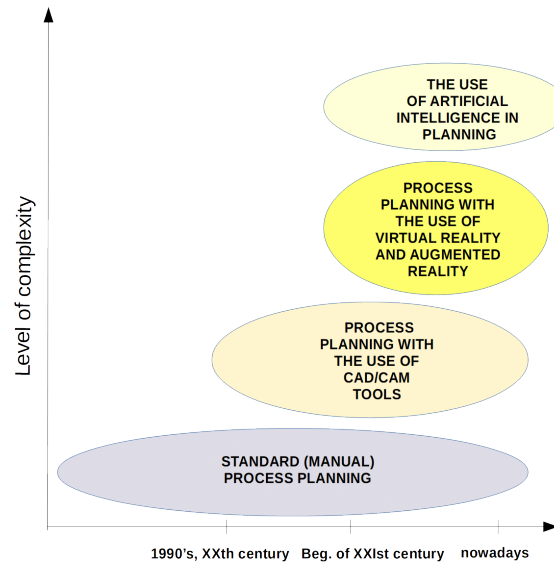 THE USE
OF ARTIFICIAL
INTELLIGENCE IN
PLANNING
PROCESS
PLANNING WITH
THE USE OF
VIRTUAL REALITY
AND AUGMENTED
REALITY
Level of complexity
PROCESS
PLANNING WITH
THE USE OF
CAD/CAM
TOOLS
STANDARD (MANUAL)
PROCESS PLANNING
1990's, XXth century Beg. of XXIst century nowadays